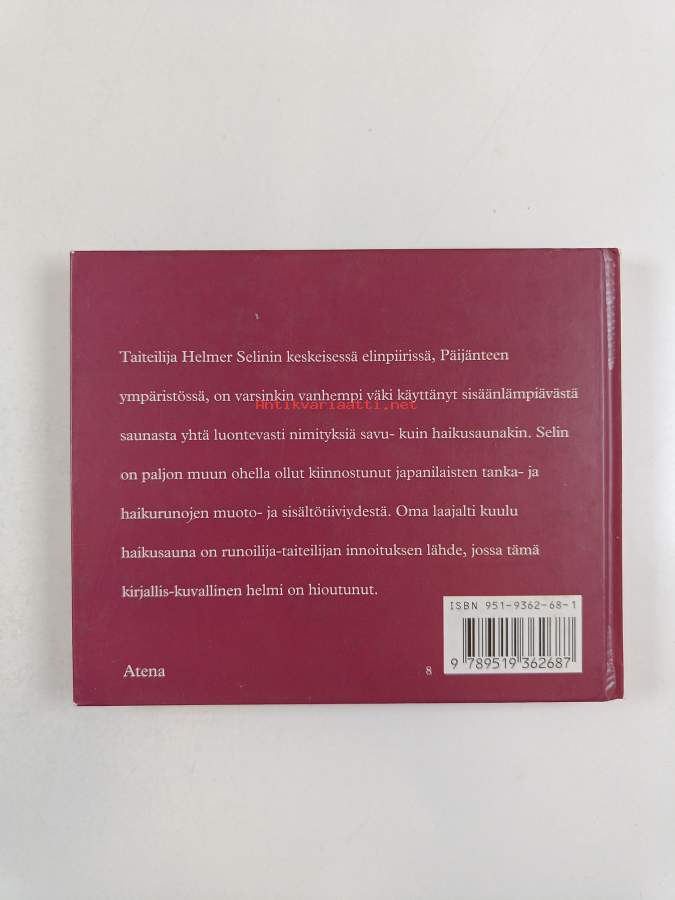 Taiteilija Helmer Selinin keskeisessä elinpiirissä, Päijänteen
ympäristössä, on varsinkin vanhempi väki käyttänyt sisäänlämpiävästä
Antikvariaatti.net
saunasta yhtä luontevasti nimityksiä savu- kuin haikusaunakin. Selin
on paljon muun ohella ollut kiinnostunut japanilaisten tanka- ja
haikurunojen muoto- ja sisältötiiviydestä. Oma laajalti kuulu
haikusauna on runoilija-taiteilijan innoituksen lähde, jossa tämä
kirjallis-kuvallinen helmi on hioutunut.
ISBN 951-9362-68-1
9 789519 362687
Atena
8